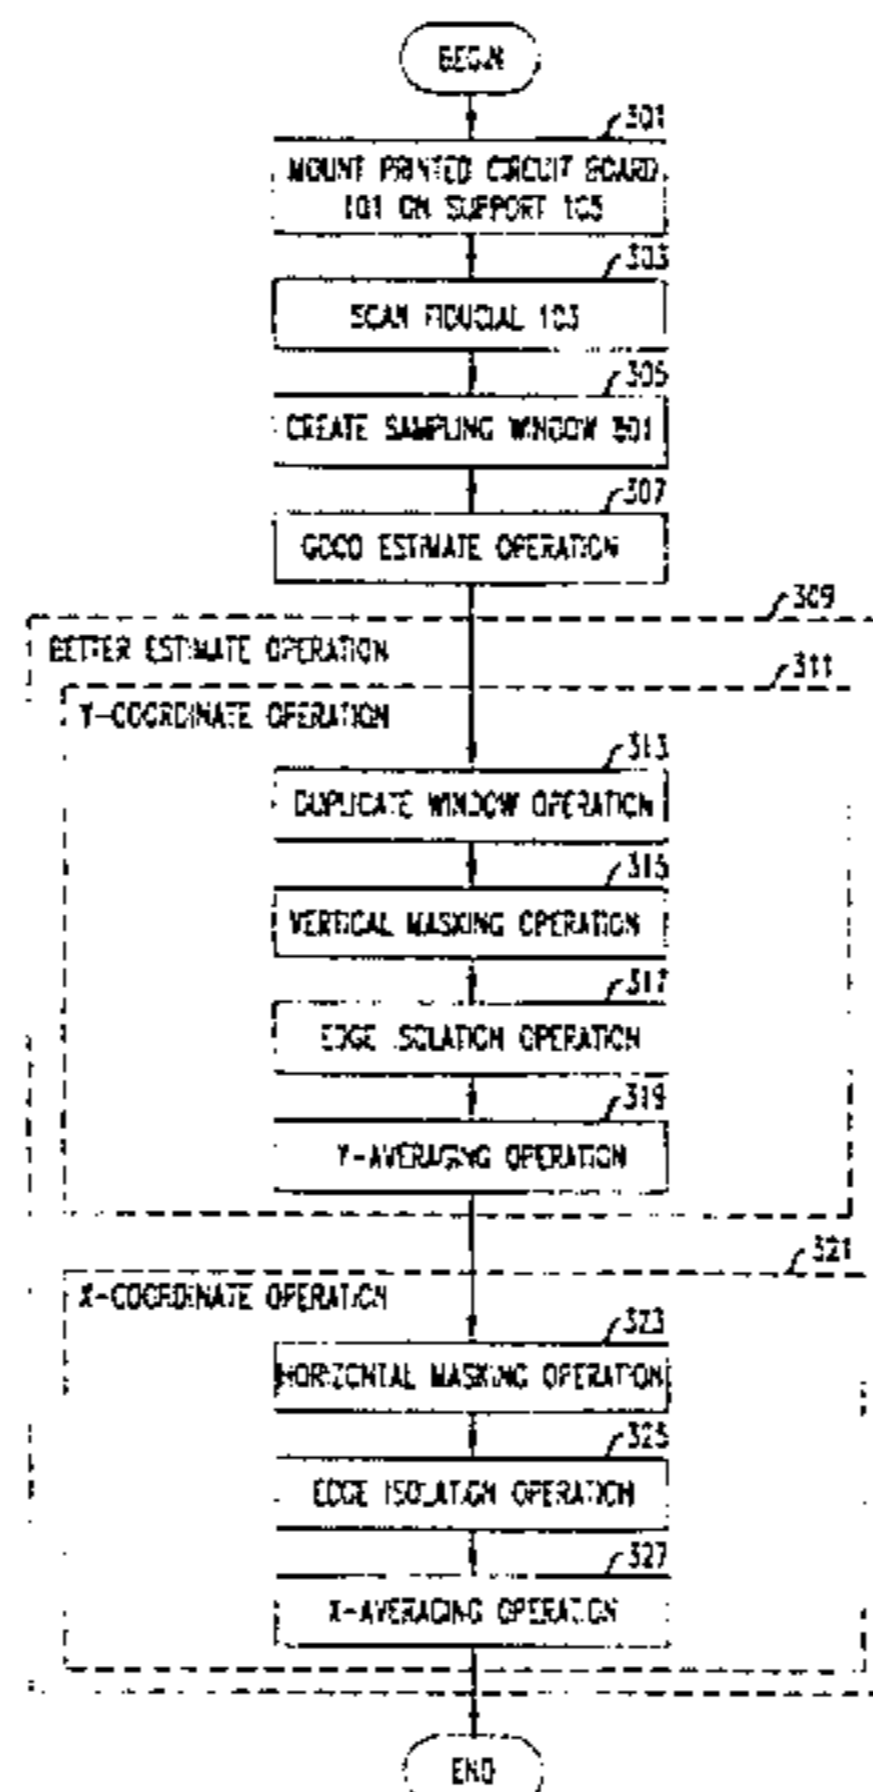 BEGIN
301
MOUNT PRINTED CIRCUIT BOARD
101 ON SUPPORT 105
303
SCAN FIDUCIAL 103
305
CREATE SAMPLING WINDOW 501
307
GOOD ESTIMATE OPERATION
309
BETTER ESTIMATE OPERATION
311
Y-COORDINATE OPERATION
313
DUPLICATE WINDOW OPERATION
315
VERTICAL MASKING OPERATION
317
EDGE ISOLATION OPERATION
319
Y-AVERAGING OPERATION
321
X-COORDINATE OPERATION
323
HORIZONTAL MASKING OPERATION
325
EDGE ISOLATION OPERATION
327
X-AVERAGING OPERATION
END